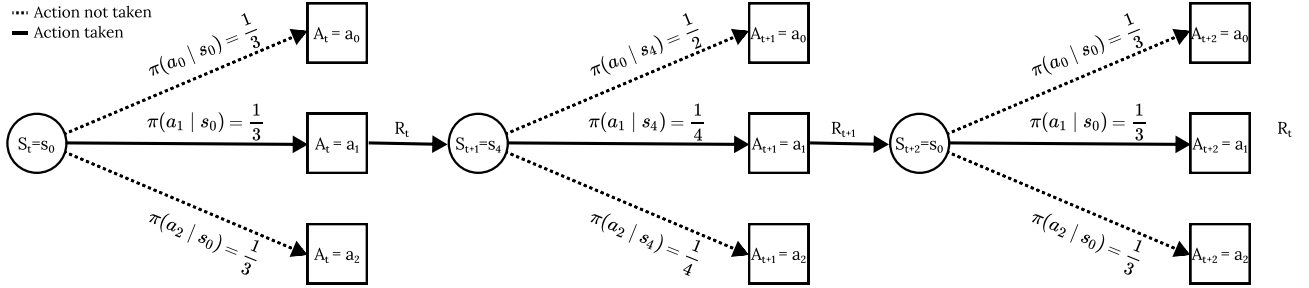 Action not taken
Action taken
π(a₀ | s₀) = 1/3
Aₜ = a₀
π(a₁ | s₀) = 1/3
Sₜ=s₀
Aₜ = a₁
Rₜ
π(a₂ | s₀) = 1/3
Aₜ = a₂
π(a₀ | s₄) = 1/2
Aₜ₊₁ = a₀
π(a₁ | s₄) = 1/4
Sₜ₊₁=s₄
Aₜ₊₁ = a₁
Rₜ₊₁
π(a₂ | s₄) = 1/4
Aₜ₊₁ = a₂
π(a₀ | s₀) = 1/3
Aₜ₊₂ = a₀
π(a₁ | s₀) = 1/3
Sₜ₊₂=s₀
Aₜ₊₂ = a₁
Rₜ
π(a₂ | s₀) = 1/3
Aₜ₊₂ = a₂